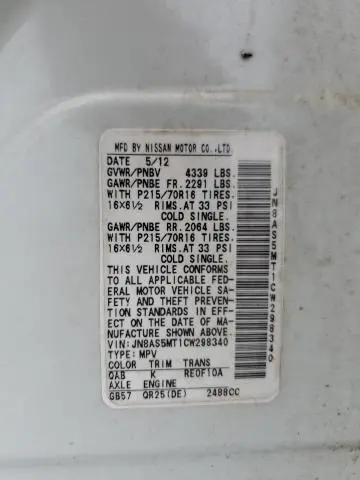 MFD BY NISSAN MOTOR CO.,LTD.
DATE 5/12
GVWR/PNBV 4339 LBS.
GAWR/PNBE FR.2291 LBS.
WITH P215/70R16 TIRES.
16X6½ RIMS.AT 33 PSI
COLD SINGLE.
GAWR/PNBE RR.2064 LBS.
WITH P215/70R16 TIRES.
16X6½ RIMS.AT 33 PSI
COLD SINGLE.
THIS VEHICLE CONFORMS
TO ALL APPLICABLE FED-
ERAL MOTOR VEHICLE SA-
FETY AND THEFT PREVEN-
TION STANDARDS IN EFF-
ECT ON THE DATE OF MA-
NUFACTURE SHOWN ABOVE.
VIN:JN8AS5MT1CW298340
TYPE:MPV
COLOR TRIM TRANS
QAB K RE0F10A
AXLE ENGINE
GB57 QR25(DE) 2488CC
JN8AS5MT1CW298340